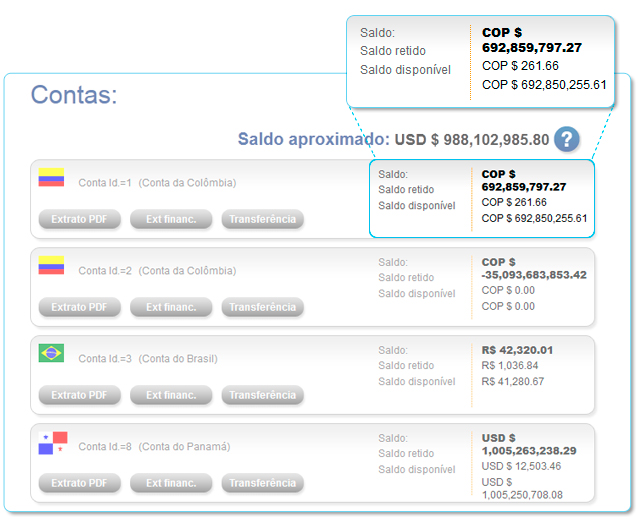 Saldo: COP $
692,859,797.27
Saldo retido COP $ 261.66
Saldo disponível COP $ 692,850,255.61
Contas:
Saldo aproximado: USD $ 988,102,985.80 ?
Conta Id.=1 (Conta da Colômbia)
Saldo: COP $
692,859,797.27
Saldo retido COP $ 261.66
Saldo disponível COP $ 692,850,255.61
Extrato PDF Ext financ. Transferência
Conta Id.=2 (Conta da Colômbia)
Saldo: COP $
-35,093,683,853.42
Saldo retido COP $ 0.00
Saldo disponível COP $ 0.00
Extrato PDF Ext financ. Transferência
Conta Id.=3 (Conta do Brasil)
Saldo: R$ 42,320.01
Saldo retido R$ 1,036.84
Saldo disponível R$ 41,280.67
Extrato PDF Ext financ. Transferência
Conta Id.=8 (Conta do Panamá)
Saldo: USD $
1,005,263,238.29
Saldo retido USD $ 12,503.46
Saldo disponível USD $
1,005,250,708.08
Extrato PDF Ext financ. Transferência